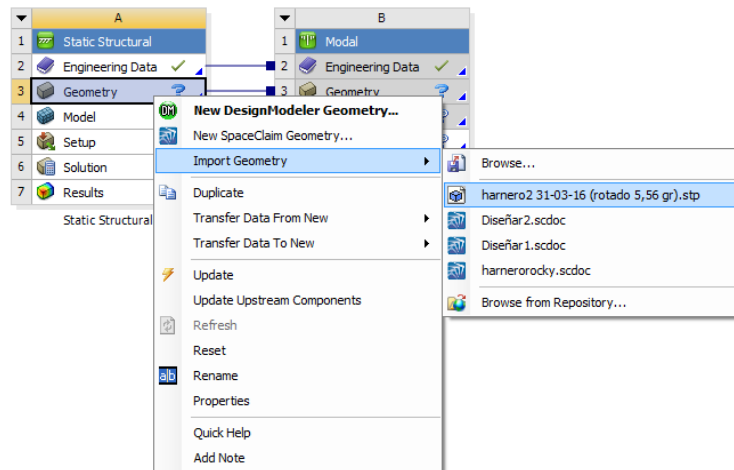 A
B
1 Static Structural
1 Modal
2 Engineering Data
2 Engineering Data
3 Geometry
3 Geometry
4 Model
5 Setup
6 Solution
7 Results
Static Structural
DM New DesignModeler Geometry...
New SpaceClaim Geometry...
Import Geometry
Duplicate
Transfer Data From New
Transfer Data To New
Update
Update Upstream Components
Refresh
Reset
a|b Rename
Properties
Quick Help
Add Note
Browse...
harnero2 31-03-16 (rotado 5,56 gr).stp
Diseñar2.scdoc
Diseñar1.scdoc
harnerorocky.scdoc
Browse from Repository...